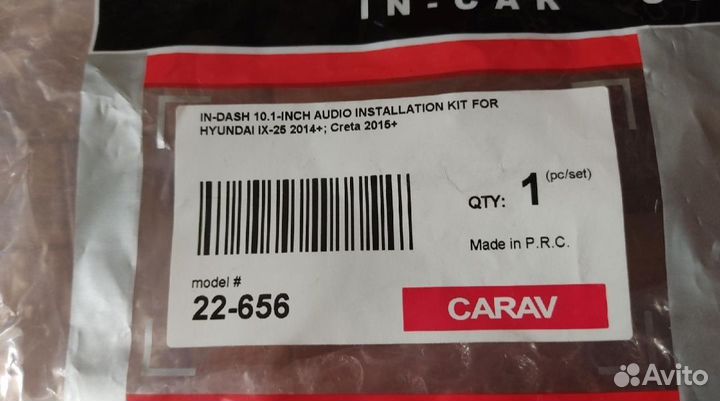 IN-CAR
IN-DASH 10.1-INCH AUDIO INSTALLATION KIT FOR
HYUNDAI IX-25 2014+; Creta 2015+
QTY: 1 (pc/set)
Made in P.R.C.
model #
22-656
CARAV
Avito